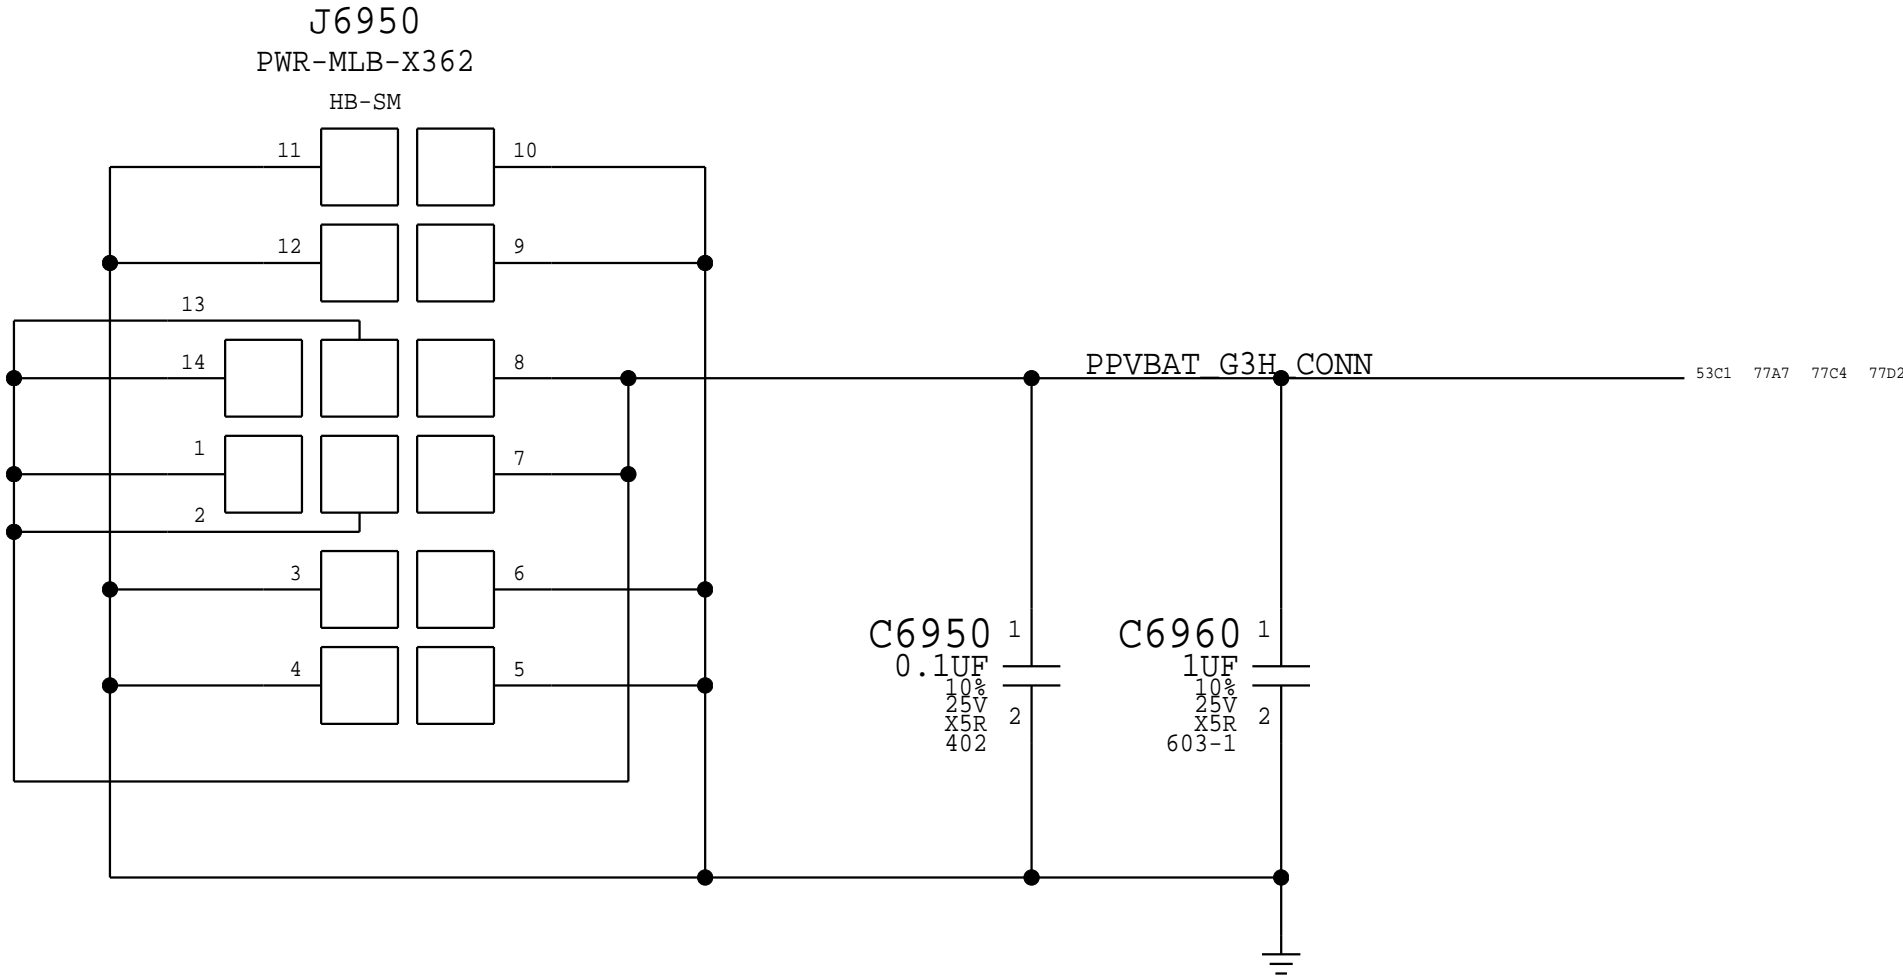 J6950
PWR-MLB-X362
HB-SM
11 10
12 9
13
14 8
PPVBAT_G3H_CONN
53C1 77A7 77C4 77D2
1 7
2
3 6
4 5
C6950 1
0.1UF
10%
25V
X5R 2
402
C6960 1
1UF
10%
25V
X5R 2
603-1